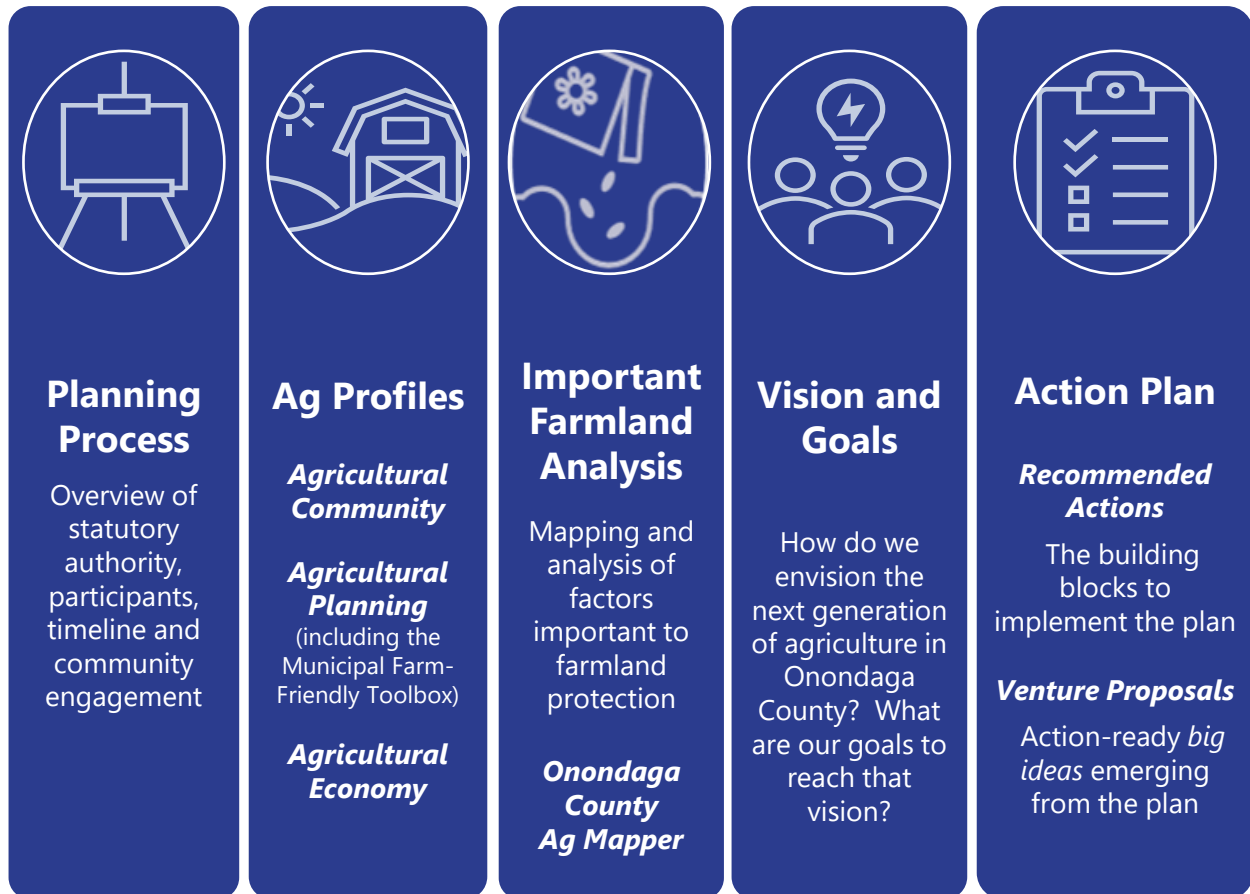 Planning
Process
Overview of
statutory
authority,
participants,
timeline and
community
engagement
Ag Profiles
Agricultural
Community
Agricultural
Planning
(including the
Municipal Farm-
Friendly Toolbox)
Agricultural
Economy
Important
Farmland
Analysis
Mapping and
analysis of
factors
important to
farmland
protection
Onondaga
County
Ag Mapper
Vision and
Goals
How do we
envision the
next generation
of agriculture in
Onondaga
County? What
are our goals to
reach that
vision?
Action Plan
Recommended
Actions
The building
blocks to
implement the plan
Venture Proposals
Action-ready big
ideas emerging
from the plan